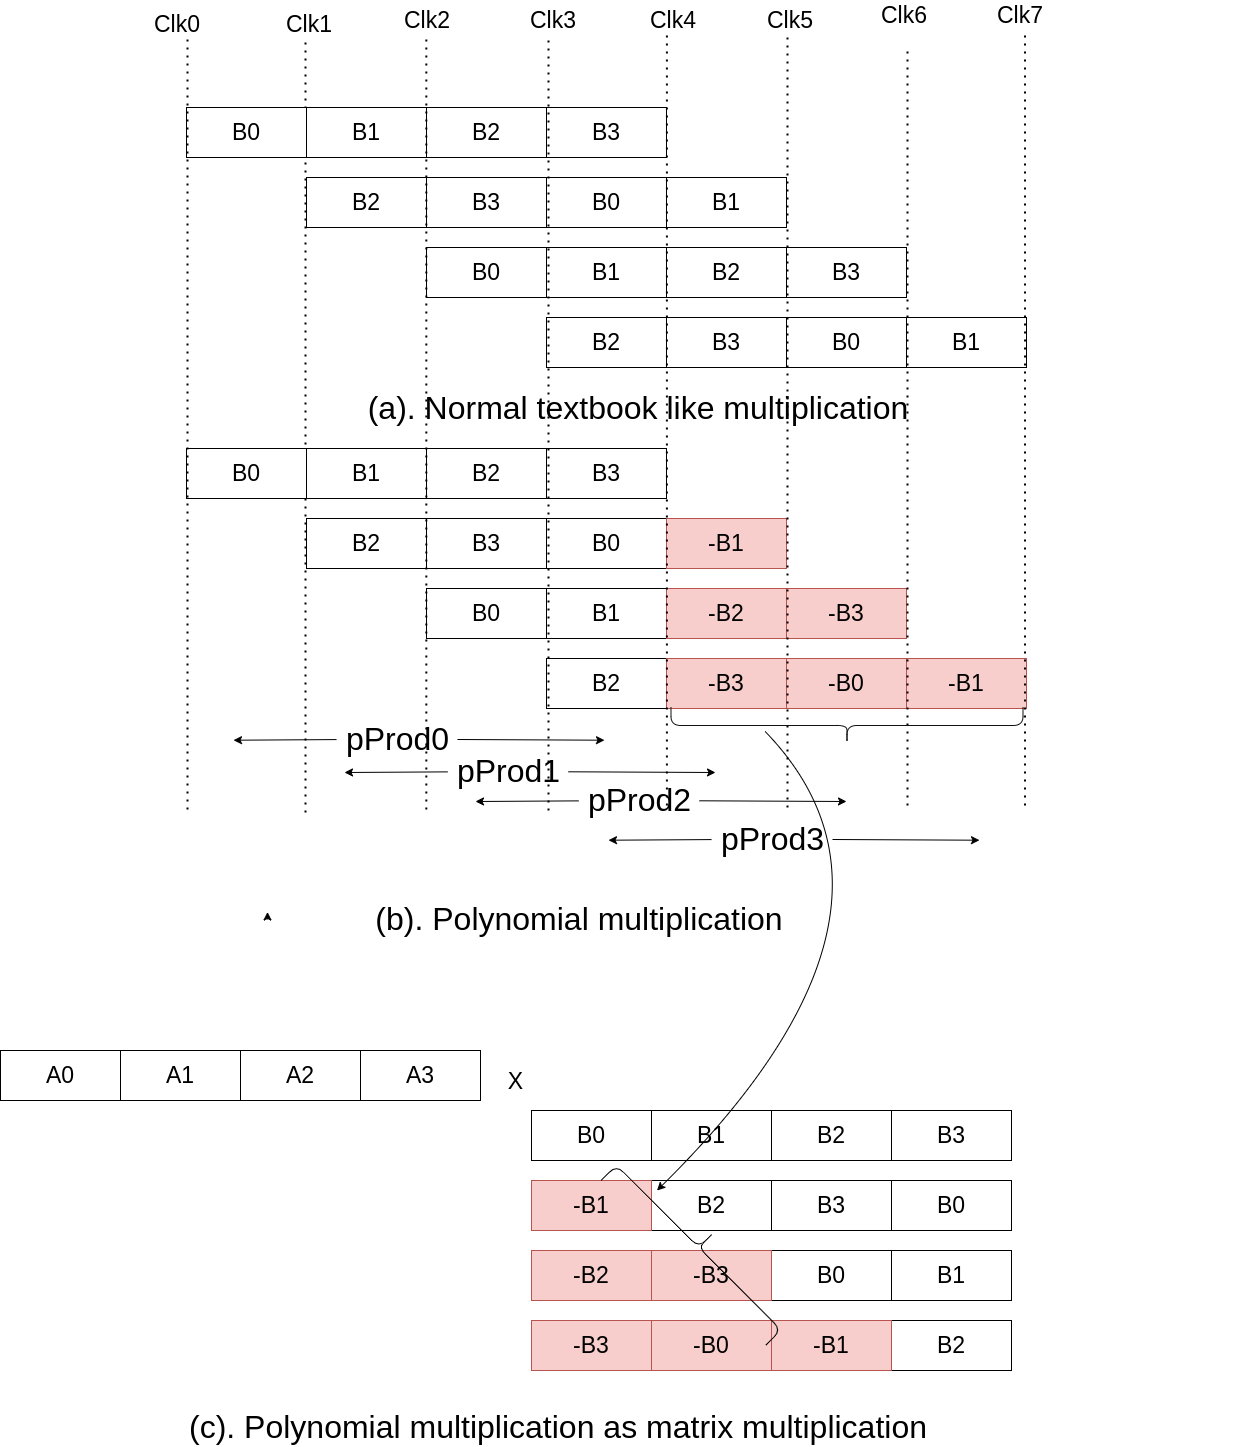 Clk0 Clk1 Clk2 Clk3 Clk4 Clk5 Clk6 Clk7
B0 B1 B2 B3
B2 B3 B0 B1
B0 B1 B2 B3
B2 B3 B0 B1
(a). Normal textbook like multiplication
B0 B1 B2 B3
B2 B3 B0 -B1
B0 B1 -B2 -B3
B2 -B3 -B0 -B1
pProd0
pProd1
pProd2
pProd3
(b). Polynomial multiplication
A0 A1 A2 A3 X
B0 B1 B2 B3
-B1 B2 B3 B0
-B2 -B3 B0 B1
-B3 -B0 -B1 B2
(c). Polynomial multiplication as matrix multiplication